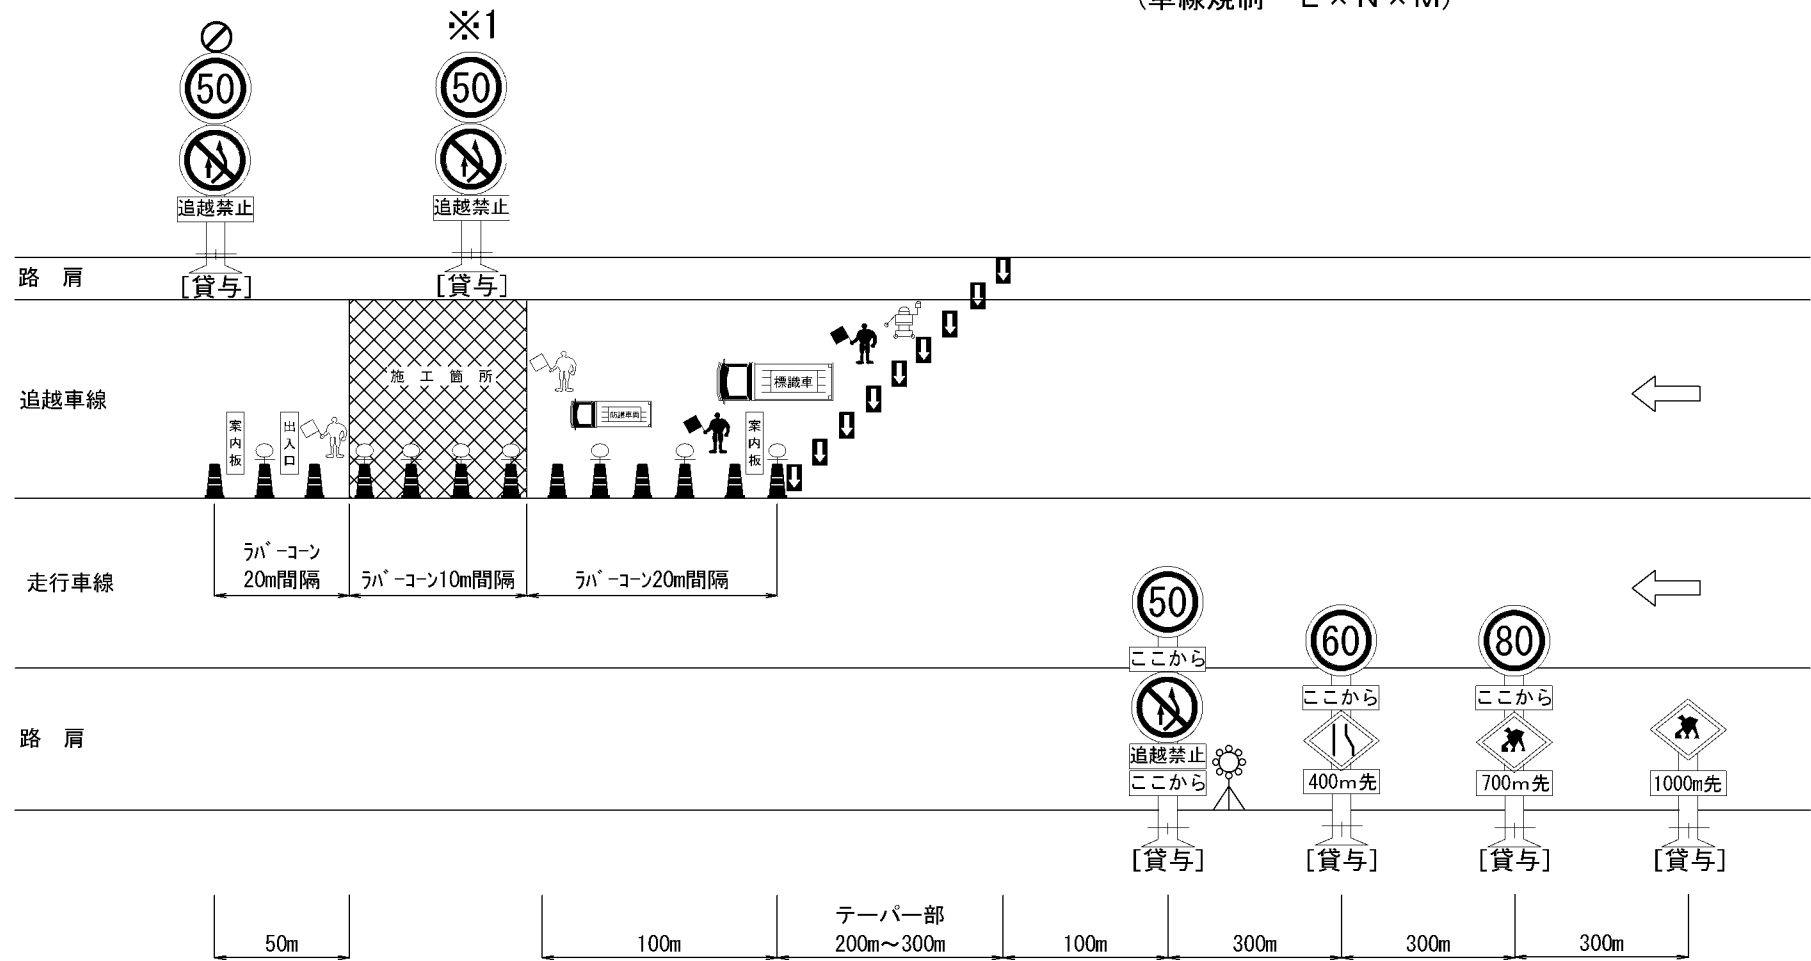 (車線規制 E×N×M)
※1
50
50
追越禁止
追越禁止
路 肩
[貸与]
[貸与]
追越車線
施工箇所
標識車
防護車両
案内板
出入口
案内板
ラバーコーン
20m間隔
ラバーコーン10m間隔
ラバーコーン20m間隔
走行車線
50
ここから
60
ここから
80
ここから
路 肩
追越禁止
ここから
400m先
700m先
1000m先
[貸与]
[貸与]
[貸与]
[貸与]
テーパー部
50m
100m
200m～300m
100m
300m
300m
300m